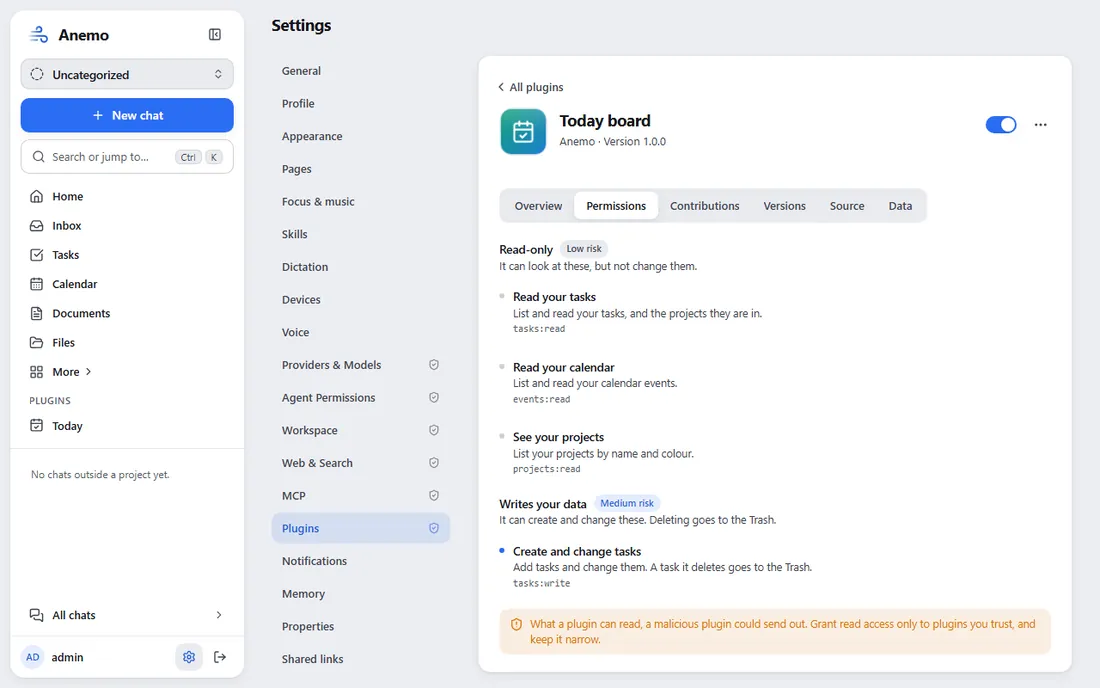 Anemo
Uncategorized
+ New chat
Search or jump to... Ctrl K
Home
Inbox
Tasks
Calendar
Documents
Files
More
PLUGINS
Today
No chats outside a project yet.
All chats
AD admin
Settings
General
Profile
Appearance
Pages
Focus & music
Skills
Dictation
Devices
Voice
Providers & Models
Agent Permissions
Workspace
Web & Search
MCP
Plugins
Notifications
Memory
Properties
Shared links
All plugins
Today board
Anemo · Version 1.0.0
Overview Permissions Contributions Versions Source Data
Read-only Low risk
It can look at these, but not change them.
Read your tasks
List and read your tasks, and the projects they are in.
tasks:read
Read your calendar
List and read your calendar events.
events:read
See your projects
List your projects by name and colour.
projects:read
Writes your data Medium risk
It can create and change these. Deleting goes to the Trash.
Create and change tasks
Add tasks and change them. A task it deletes goes to the Trash.
tasks:write
What a plugin can read, a malicious plugin could send out. Grant read access only to plugins you trust, and
keep it narrow.